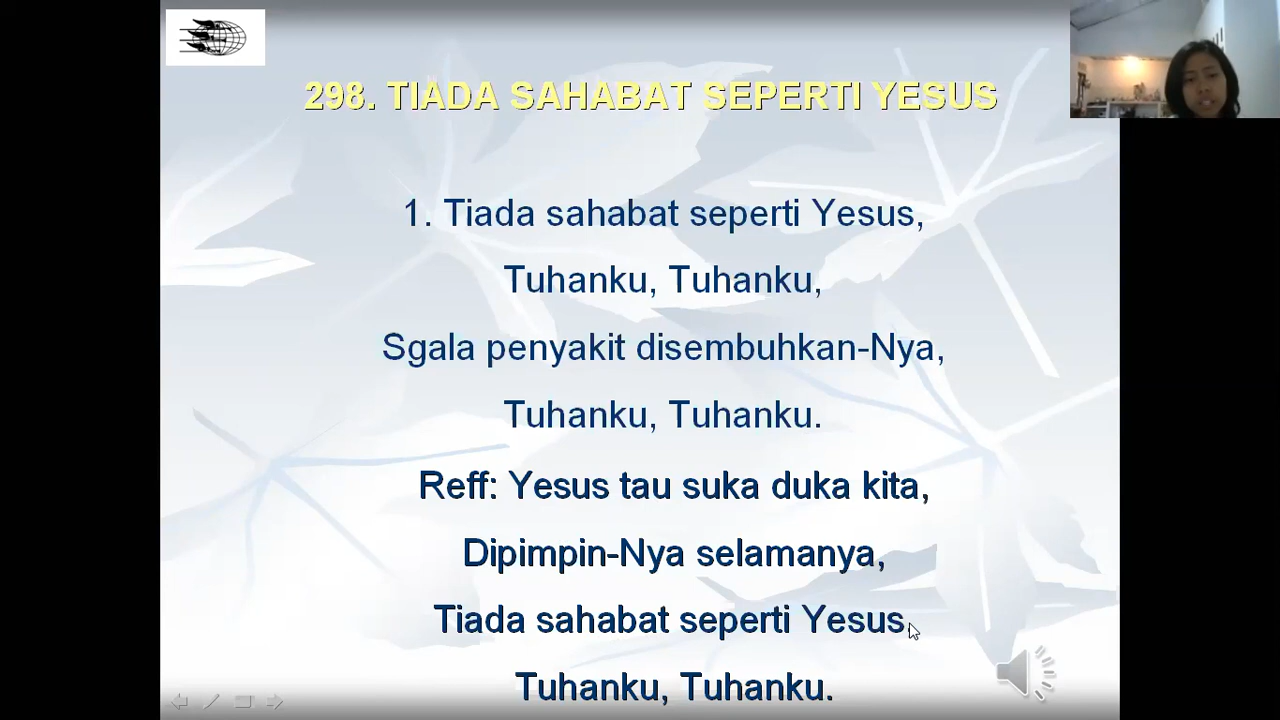 298. TIADA SAHABAT SEPERTI YESUS
1. Tiada sahabat seperti Yesus,
Tuhanku, Tuhanku,
Sgala penyakit disembuhkan-Nya,
Tuhanku, Tuhanku.
Reff: Yesus tau suka duka kita,
Dipimpin-Nya selamanya,
Tiada sahabat seperti Yesus,
Tuhanku, Tuhanku.